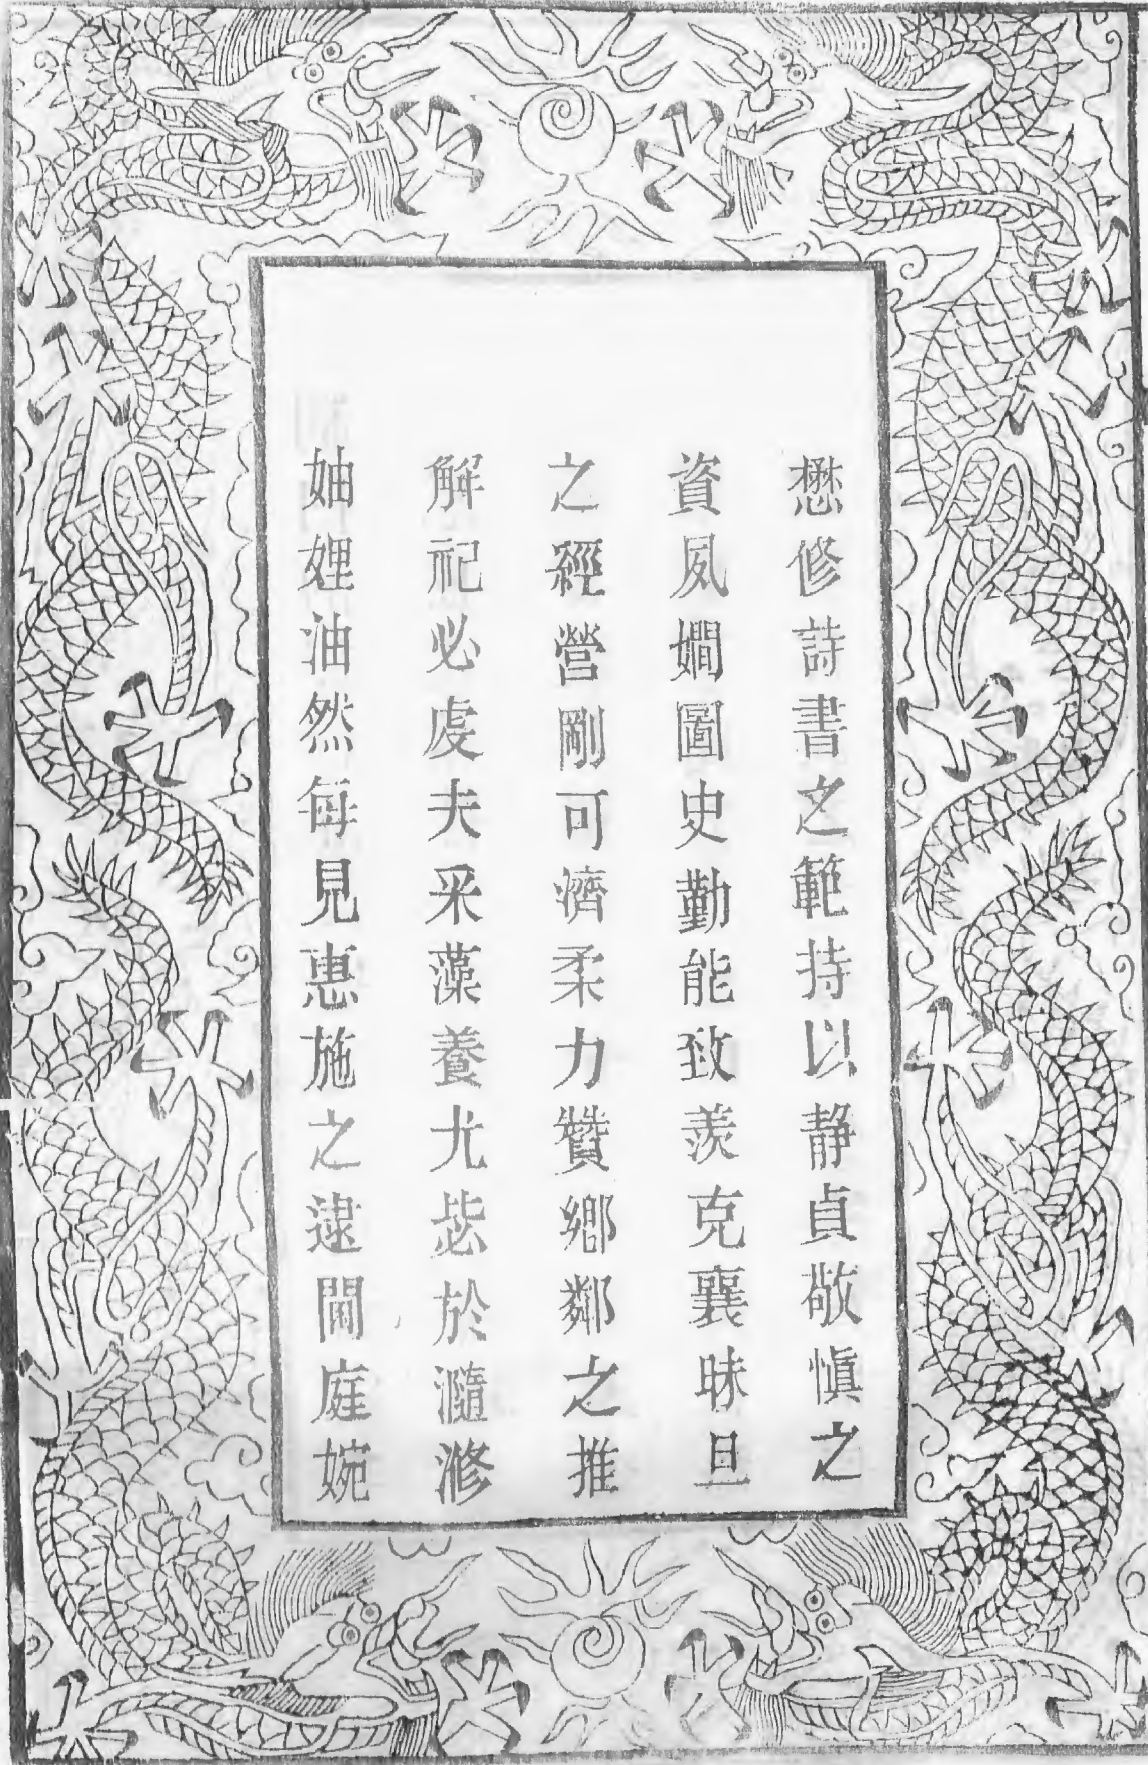 懋修詩書之範持以静貞敬慎之
資夙嫺圖史勤能致羨克襄昧旦
之經營剛可濟柔力贊鄉鄰之推
解祀必虔夫采藻養尤毖於瀡滫
妯娌油然每見惠施之逮閫庭婉